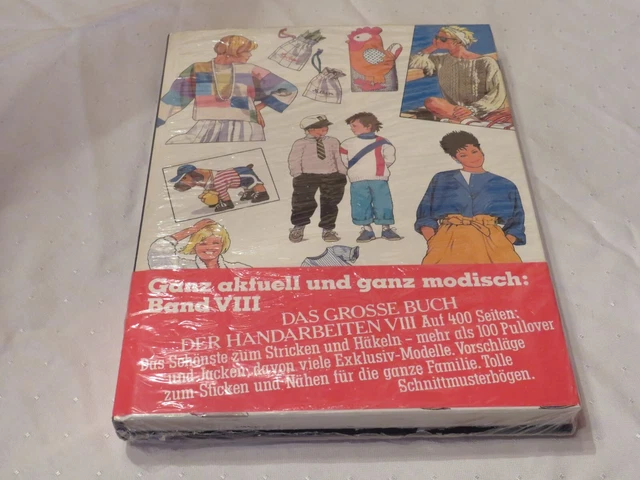 Ganz aktuell und ganz modisch:
Band VIII
DAS GROSSE BUCH
DER HANDARBEITEN VIII Auf 400 Seiten:
Das Schönste zum Stricken und Häkeln – mehr als 100 Pullover
und Jacken, davon viele Exklusiv-Modelle. Vorschläge
zum Sticken und Nähen für die ganze Familie. Tolle
Schnittmusterbögen.